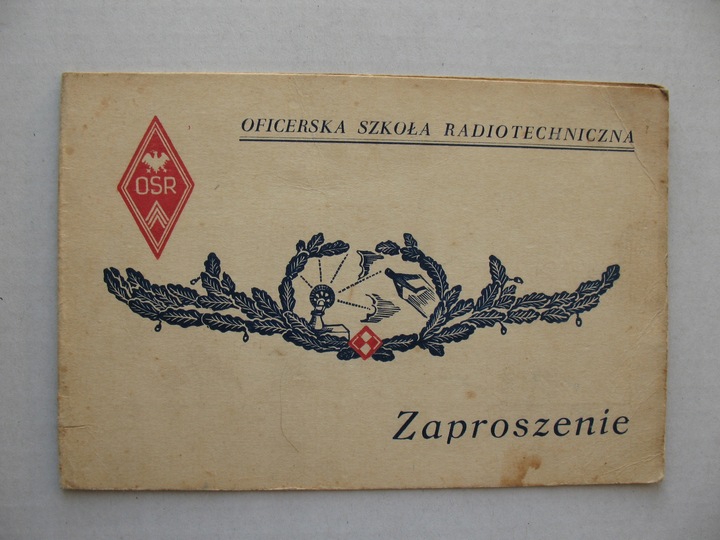 OFICERSKA SZKOŁA RADIOTECHNICZNA
OSR
Zaproszenie